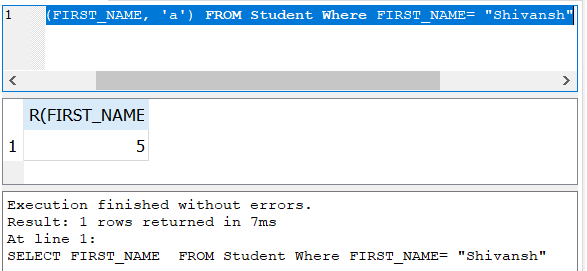 1 (FIRST_NAME, 'a') FROM Student Where FIRST_NAME= "Shivansh"
R(FIRST_NAME
1 5
Execution finished without errors.
Result: 1 rows returned in 7ms
At line 1:
SELECT FIRST_NAME  FROM Student Where FIRST_NAME= "Shivansh"